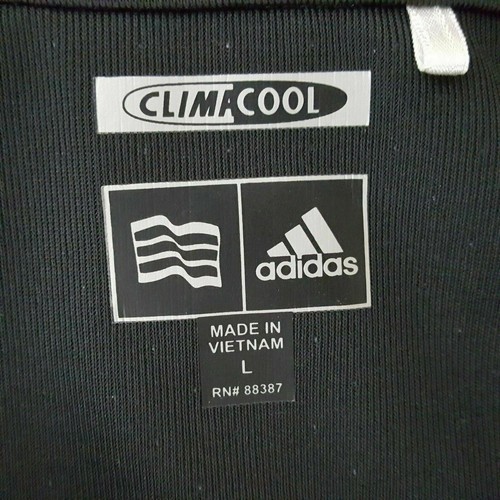 CLIMACOOL
adidas
MADE IN
VIETNAM
L
RN# 88387